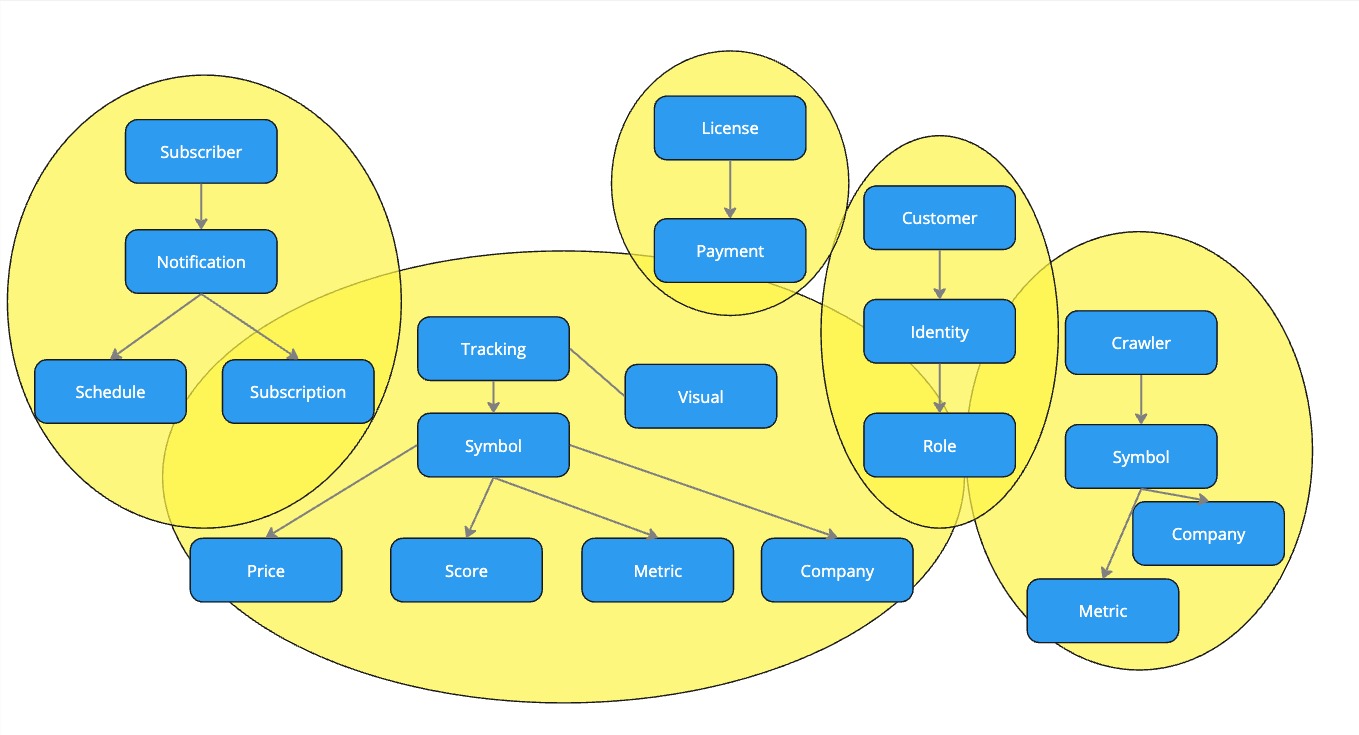 Subscriber
Notification
Schedule
Subscription
License
Payment
Tracking
Visual
Symbol
Price
Score
Metric
Company
Customer
Identity
Role
Crawler
Symbol
Company
Metric